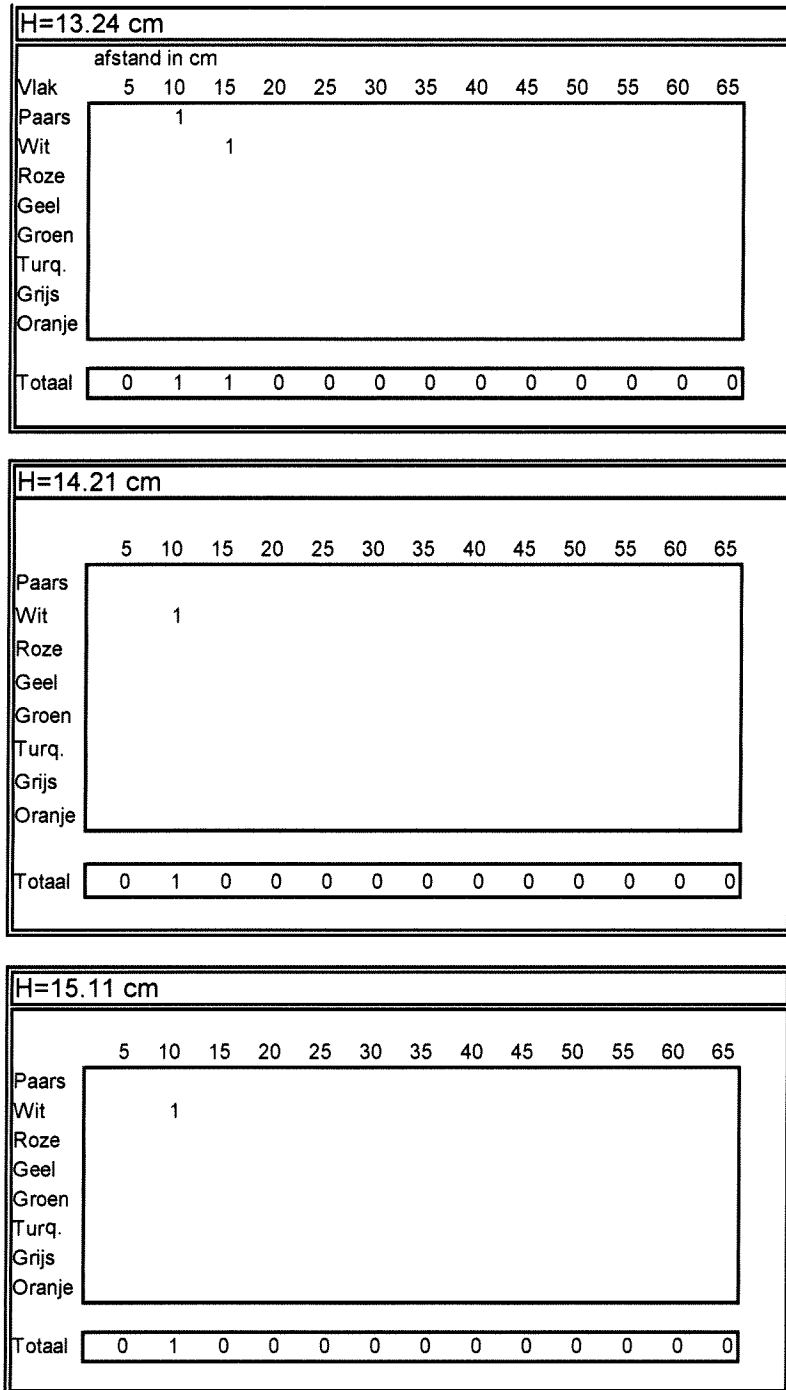 H=13.24 cm
afstand in cm
Vlak 5 10 15 20 25 30 35 40 45 50 55 60 65
Paars 1
Wit 1
Roze
Geel
Groen
Turq.
Grijs
Oranje
Totaal 0 1 1 0 0 0 0 0 0 0 0 0 0
H=14.21 cm
5 10 15 20 25 30 35 40 45 50 55 60 65
Paars
Wit 1
Roze
Geel
Groen
Turq.
Grijs
Oranje
Totaal 0 1 0 0 0 0 0 0 0 0 0 0 0
H=15.11 cm
5 10 15 20 25 30 35 40 45 50 55 60 65
Paars
Wit 1
Roze
Geel
Groen
Turq.
Grijs
Oranje
Totaal 0 1 0 0 0 0 0 0 0 0 0 0 0